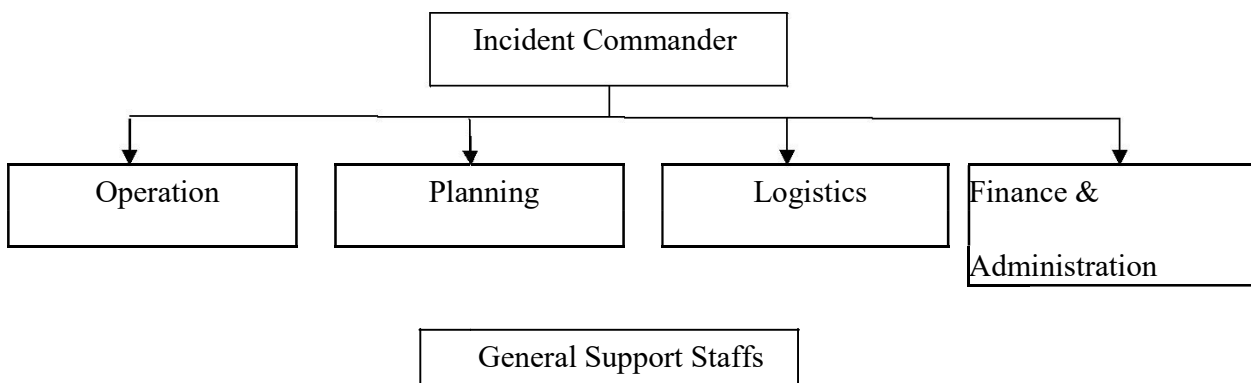 Incident Commander
Operation
Planning
Logistics
Finance &
Administration
General Support Staffs